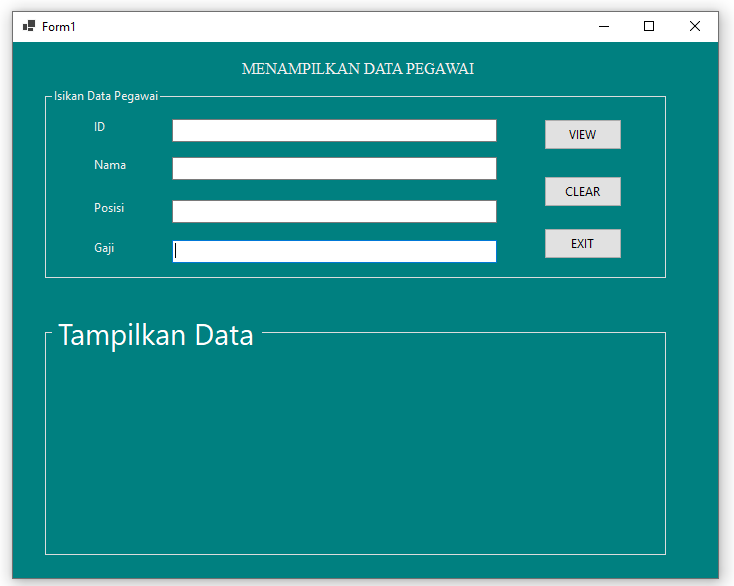 Form1
MENAMPILKAN DATA PEGAWAI
Isikan Data Pegawai
ID
VIEW
Nama
CLEAR
Posisi
Gaji
EXIT
Tampilkan Data